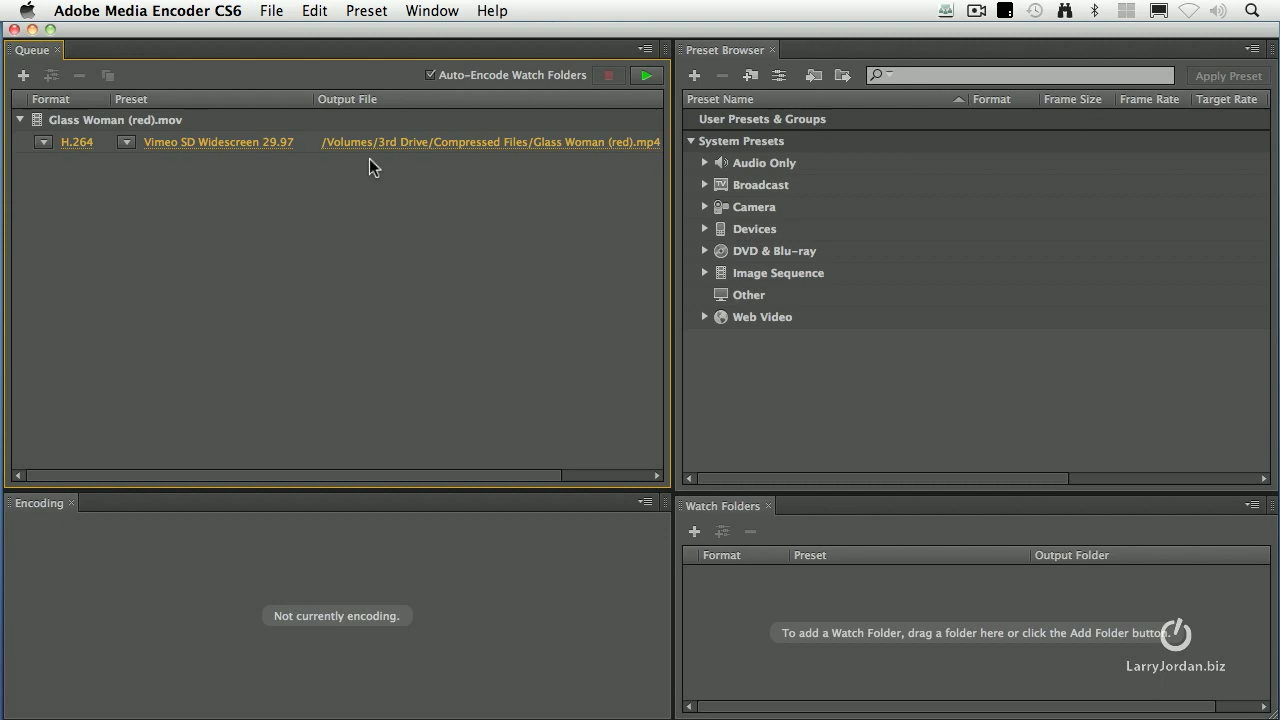 Adobe Media Encoder CS6 File Edit Preset Window Help
Queue
Auto-Encode Watch Folders
Format Preset Output File
Glass Woman (red).mov
H.264 Vimeo SD Widescreen 29.97 /Volumes/3rd Drive/Compressed Files/Glass Woman (red).mp4
Encoding
Not currently encoding.
Preset Browser
Apply Preset
Preset Name Format Frame Size Frame Rate Target Rate
User Presets & Groups
System Presets
Audio Only
TV Broadcast
Camera
Devices
DVD & Blu-ray
Image Sequence
Other
Web Video
Watch Folders
Format Preset Output Folder
To add a Watch Folder, drag a folder here or click the Add Folder button.
LarryJordan.biz